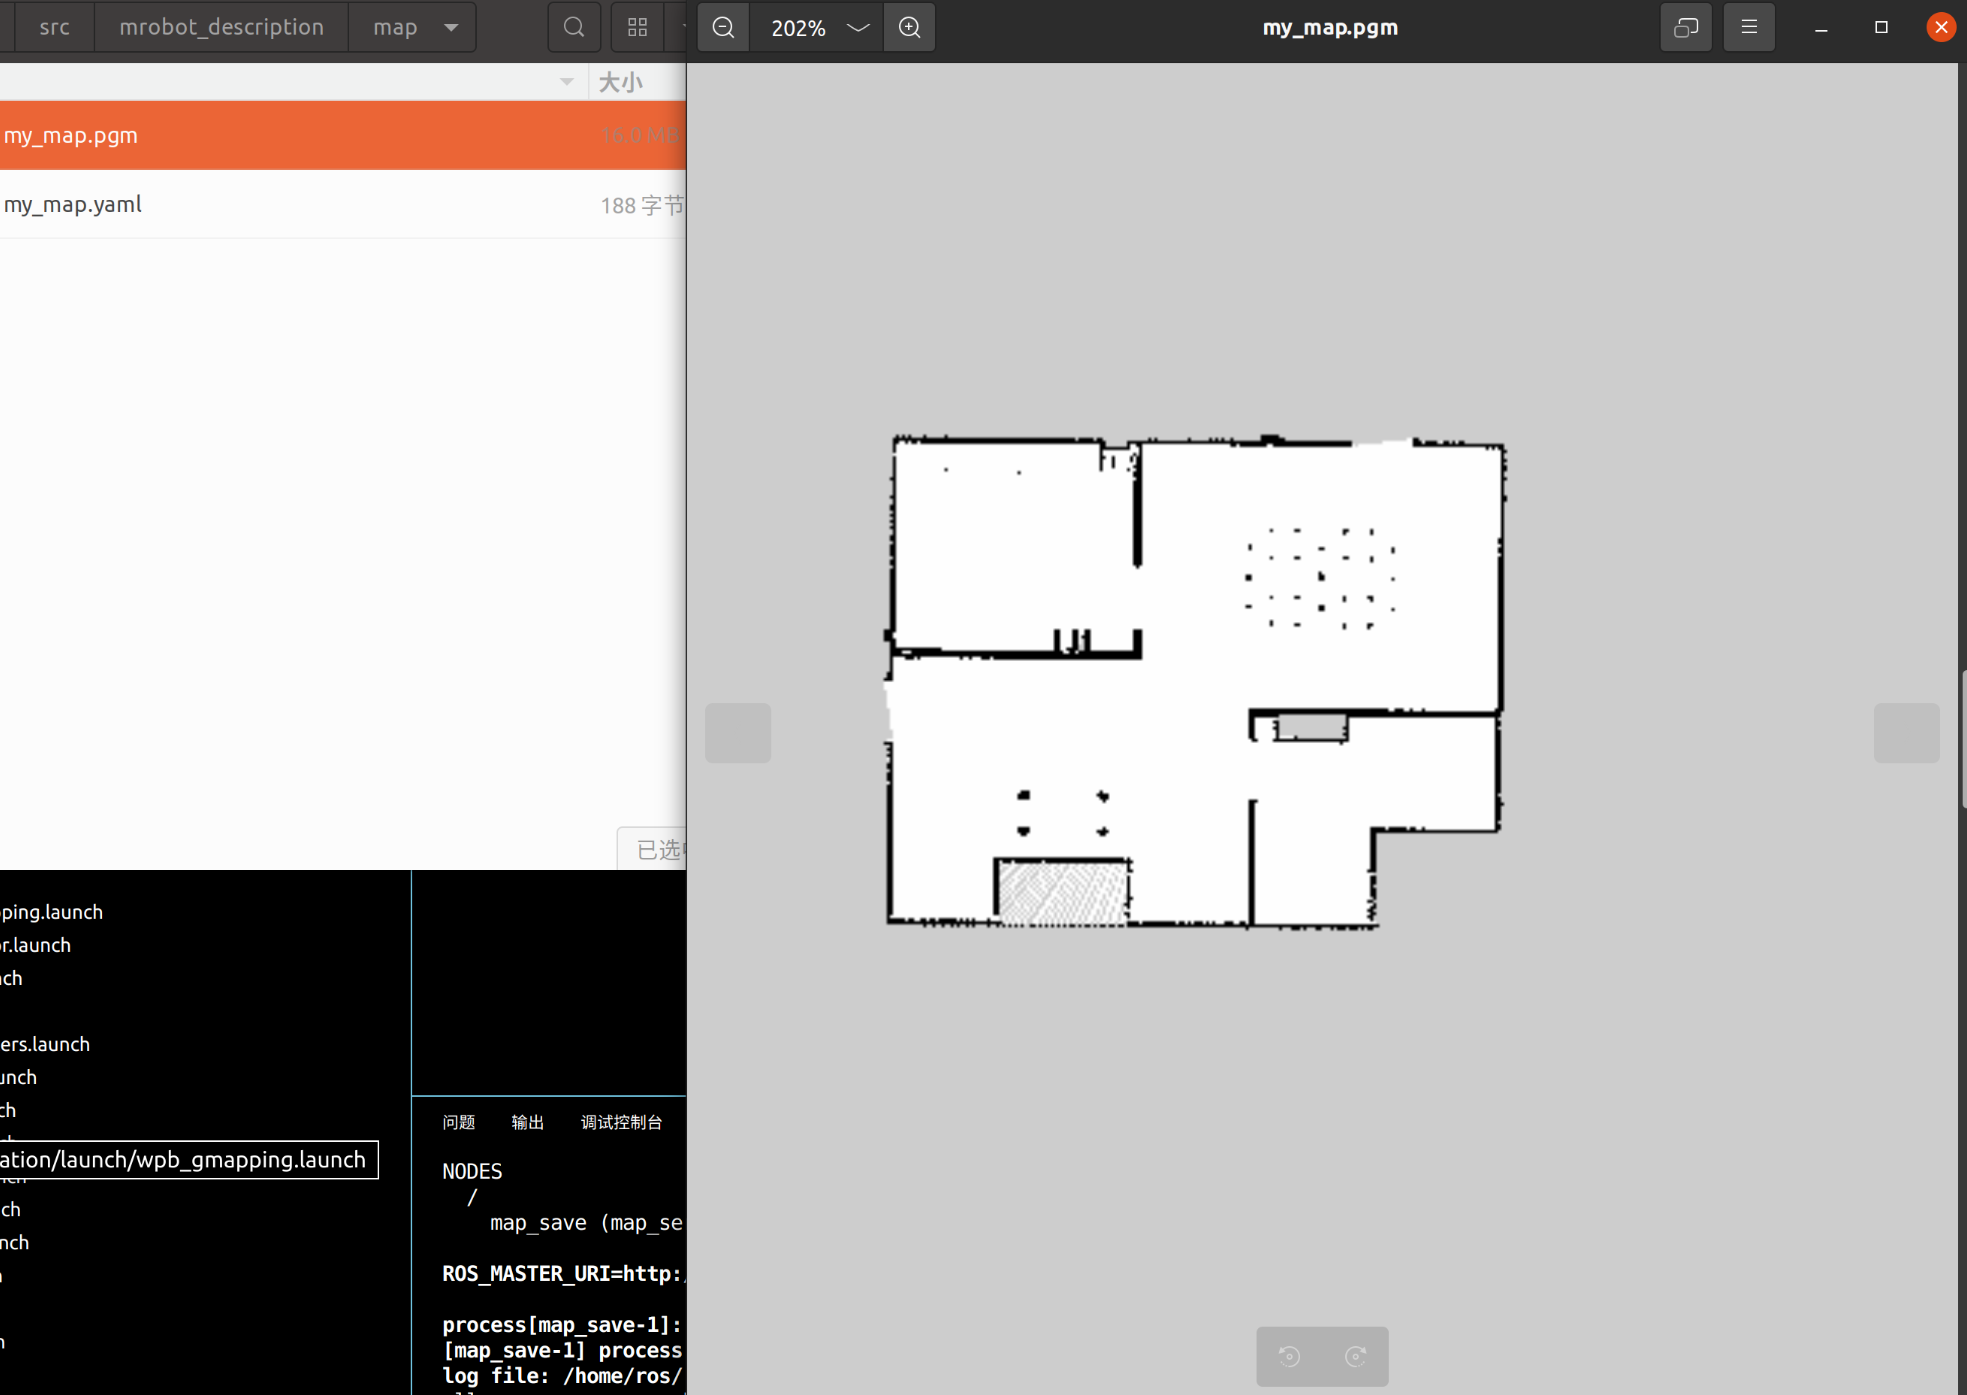 src mrobot_description map
大小
my_map.pgm 16.0 MB
my_map.yaml 188 字节
已选
202% my_map.pgm
ping.launch
r.launch
ch
ers.launch
unch
ch
ation/launch/wpb_gmapping.launch
ch
nch
问题 输出 调试控制台
NODES
/
map_save (map_se
ROS_MASTER_URI=http:
process[map_save-1]:
[map_save-1] process
log file: /home/ros/